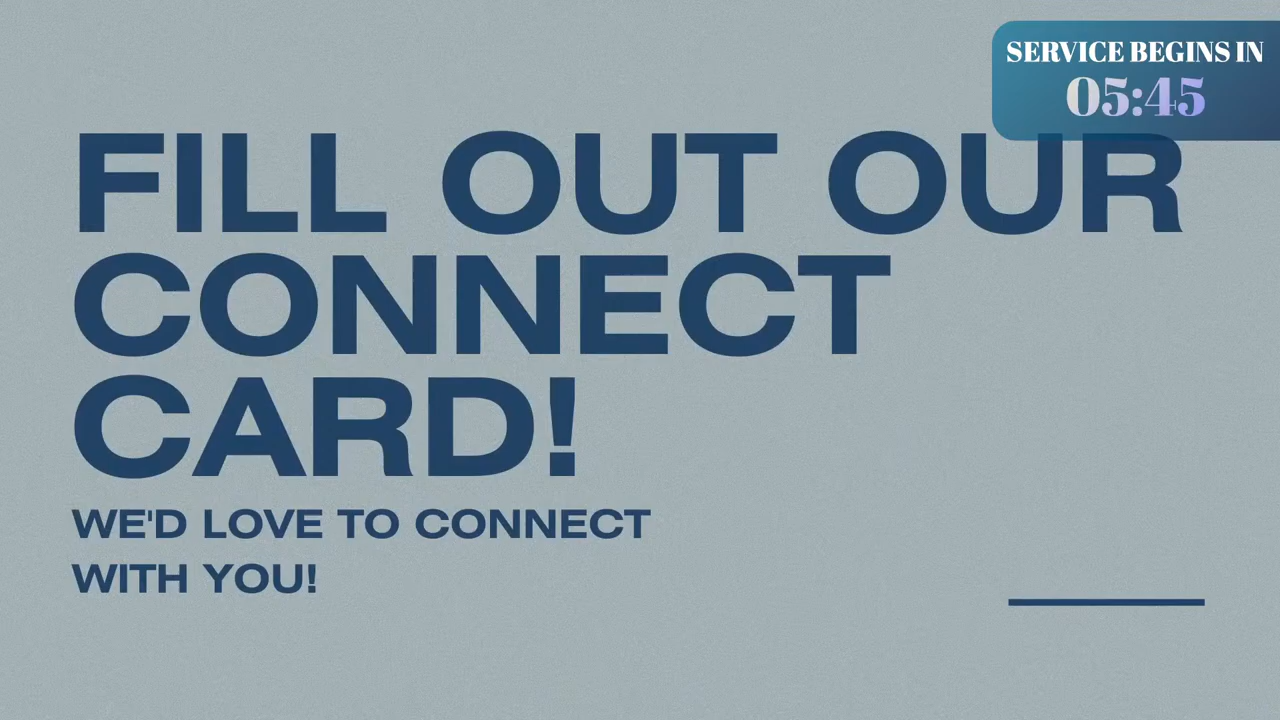 SERVICE BEGINS IN
05:45
FILL OUT OUR
CONNECT
CARD!
WE'D LOVE TO CONNECT
WITH YOU!